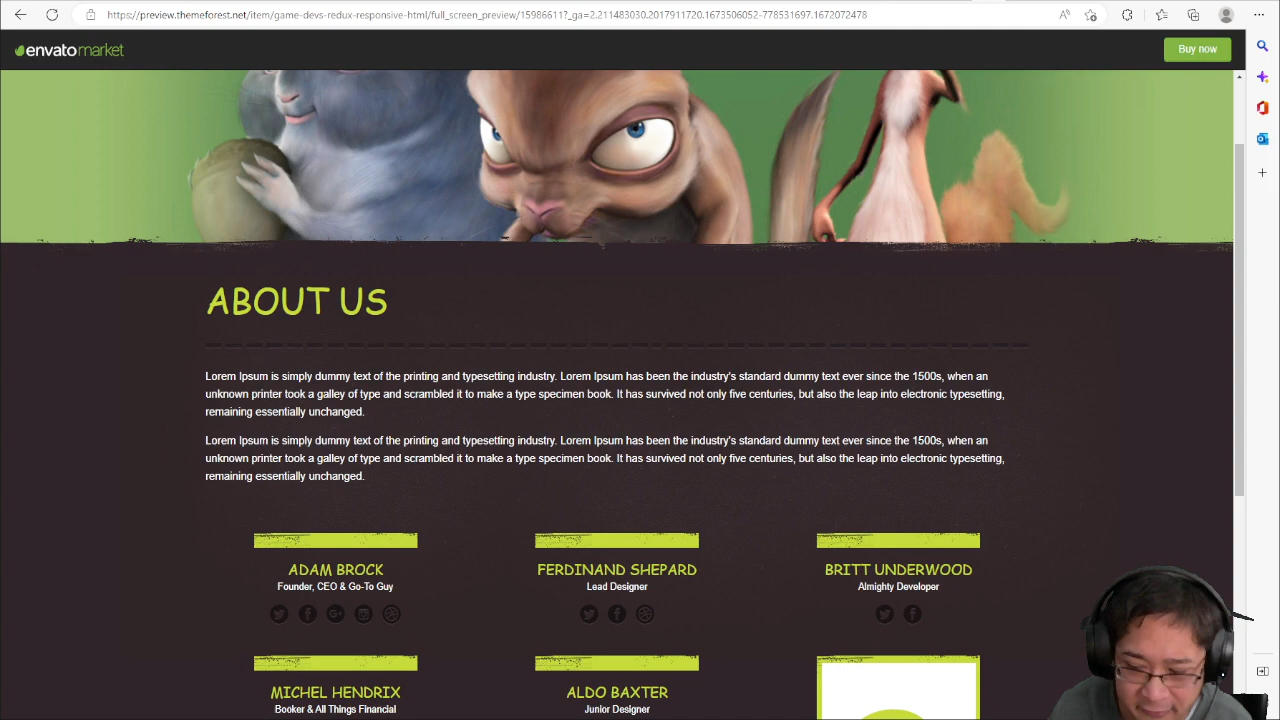 https://preview.themeforest.net/item/game-devs-redux-responsive-html/full_screen_preview/15986611?_ga=2.211483030.2017911720.1673506052-778531697.1672072478
envatomarket
Buy now
ABOUT US
Lorem Ipsum is simply dummy text of the printing and typesetting industry. Lorem Ipsum has been the industry's standard dummy text ever since the 1500s, when an
unknown printer took a galley of type and scrambled it to make a type specimen book. It has survived not only five centuries, but also the leap into electronic typesetting,
remaining essentially unchanged.
Lorem Ipsum is simply dummy text of the printing and typesetting industry. Lorem Ipsum has been the industry's standard dummy text ever since the 1500s, when an
unknown printer took a galley of type and scrambled it to make a type specimen book. It has survived not only five centuries, but also the leap into electronic typesetting,
remaining essentially unchanged.
ADAM BROCK
Founder, CEO & Go-To Guy
FERDINAND SHEPARD
Lead Designer
BRITT UNDERWOOD
Almighty Developer
MICHEL HENDRIX
Booker & All Things Financial
ALDO BAXTER
Junior Designer